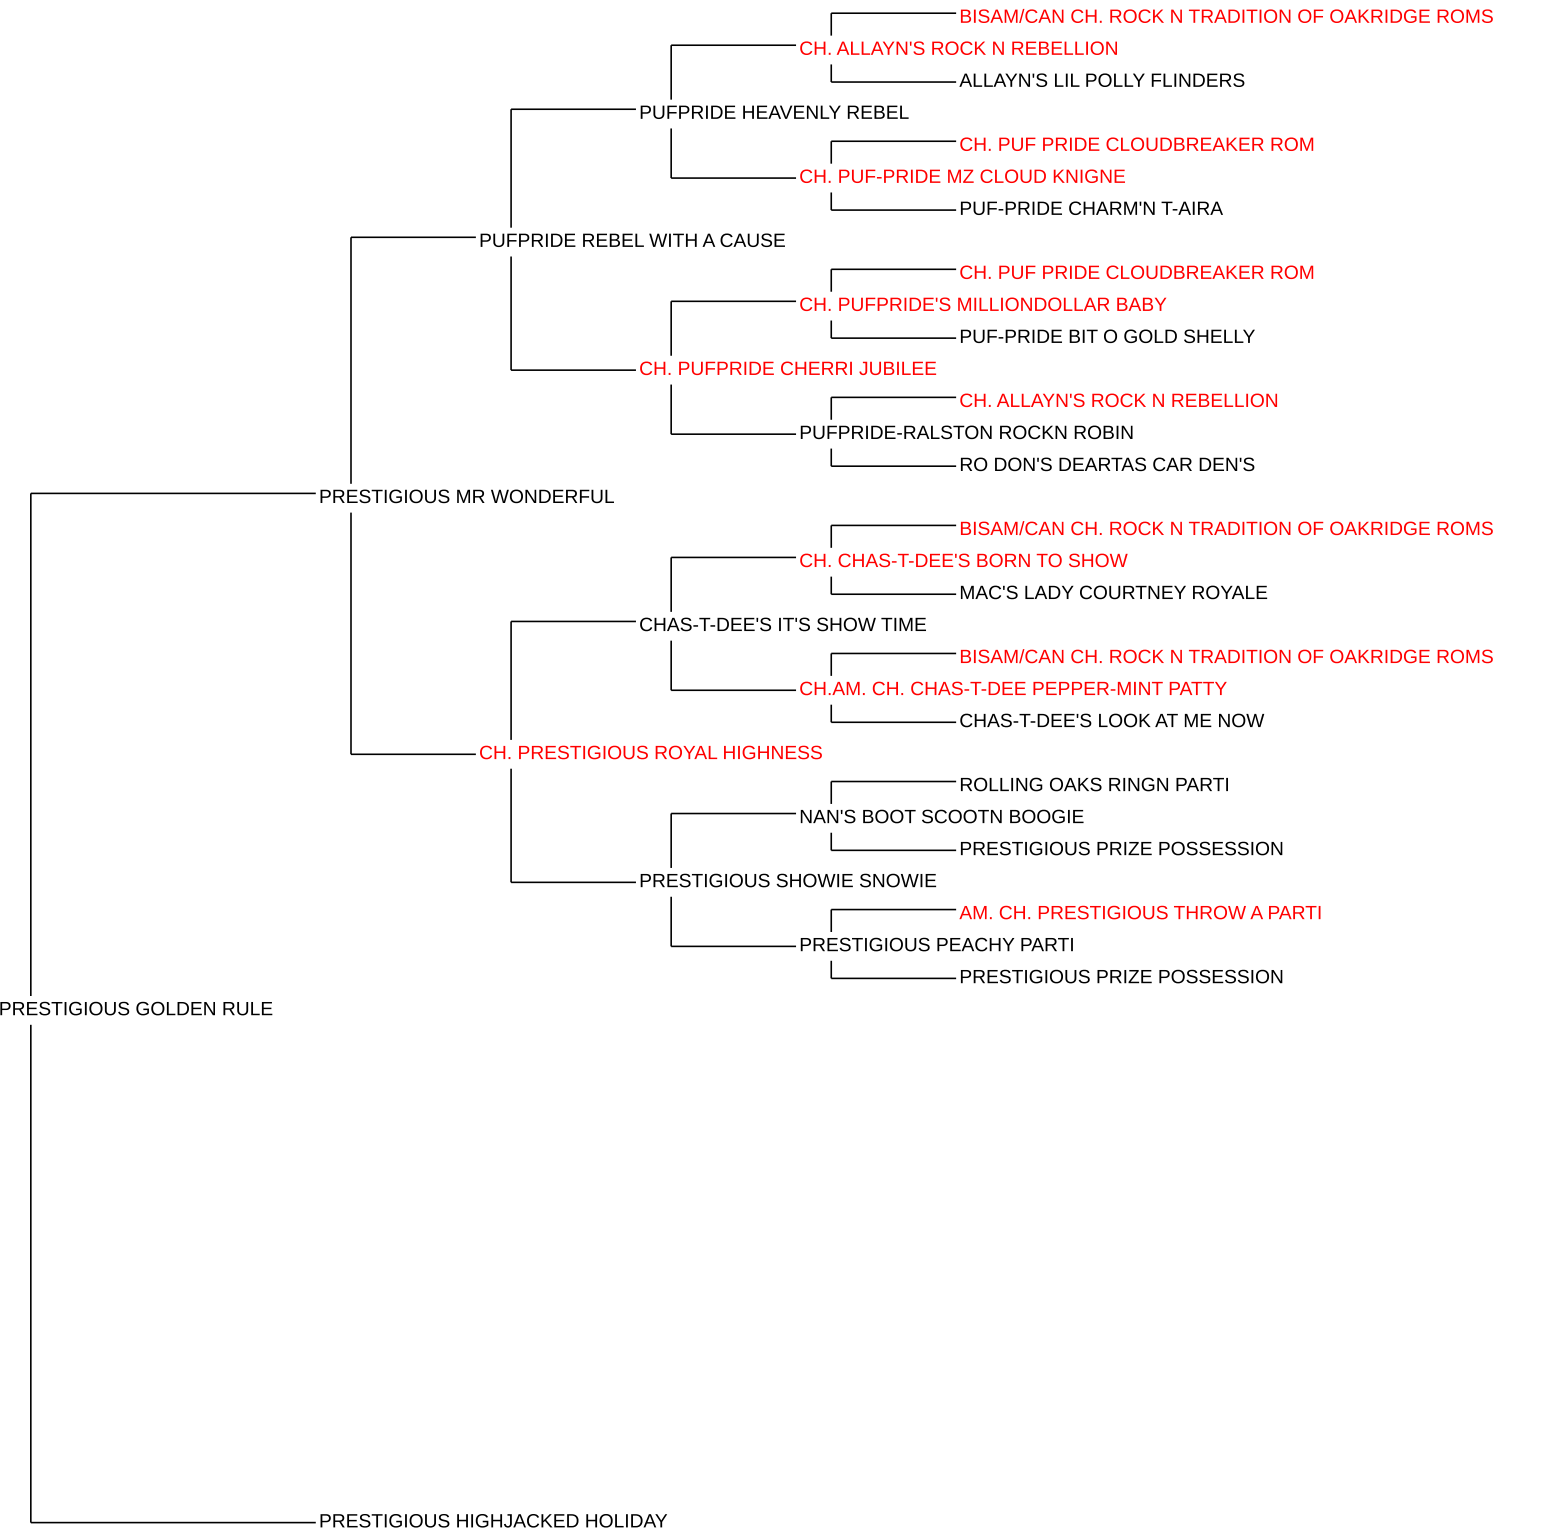 BISAM/CAN CH. ROCK N TRADITION OF OAKRIDGE ROMS
CH. ALLAYN'S ROCK N REBELLION
ALLAYN'S LIL POLLY FLINDERS
PUFPRIDE HEAVENLY REBEL
CH. PUF PRIDE CLOUDBREAKER ROM
CH. PUF-PRIDE MZ CLOUD KNIGNE
PUF-PRIDE CHARM'N T-AIRA
PUFPRIDE REBEL WITH A CAUSE
CH. PUF PRIDE CLOUDBREAKER ROM
CH. PUFPRIDE'S MILLIONDOLLAR BABY
PUF-PRIDE BIT O GOLD SHELLY
CH. PUFPRIDE CHERRI JUBILEE
CH. ALLAYN'S ROCK N REBELLION
PUFPRIDE-RALSTON ROCKN ROBIN
RO DON'S DEARTAS CAR DEN'S
PRESTIGIOUS MR WONDERFUL
BISAM/CAN CH. ROCK N TRADITION OF OAKRIDGE ROMS
CH. CHAS-T-DEE'S BORN TO SHOW
MAC'S LADY COURTNEY ROYALE
CHAS-T-DEE'S IT'S SHOW TIME
BISAM/CAN CH. ROCK N TRADITION OF OAKRIDGE ROMS
CH.AM. CH. CHAS-T-DEE PEPPER-MINT PATTY
CHAS-T-DEE'S LOOK AT ME NOW
CH. PRESTIGIOUS ROYAL HIGHNESS
ROLLING OAKS RINGN PARTI
NAN'S BOOT SCOOTN BOOGIE
PRESTIGIOUS PRIZE POSSESSION
PRESTIGIOUS SHOWIE SNOWIE
AM. CH. PRESTIGIOUS THROW A PARTI
PRESTIGIOUS PEACHY PARTI
PRESTIGIOUS PRIZE POSSESSION
PRESTIGIOUS GOLDEN RULE
PRESTIGIOUS HIGHJACKED HOLIDAY